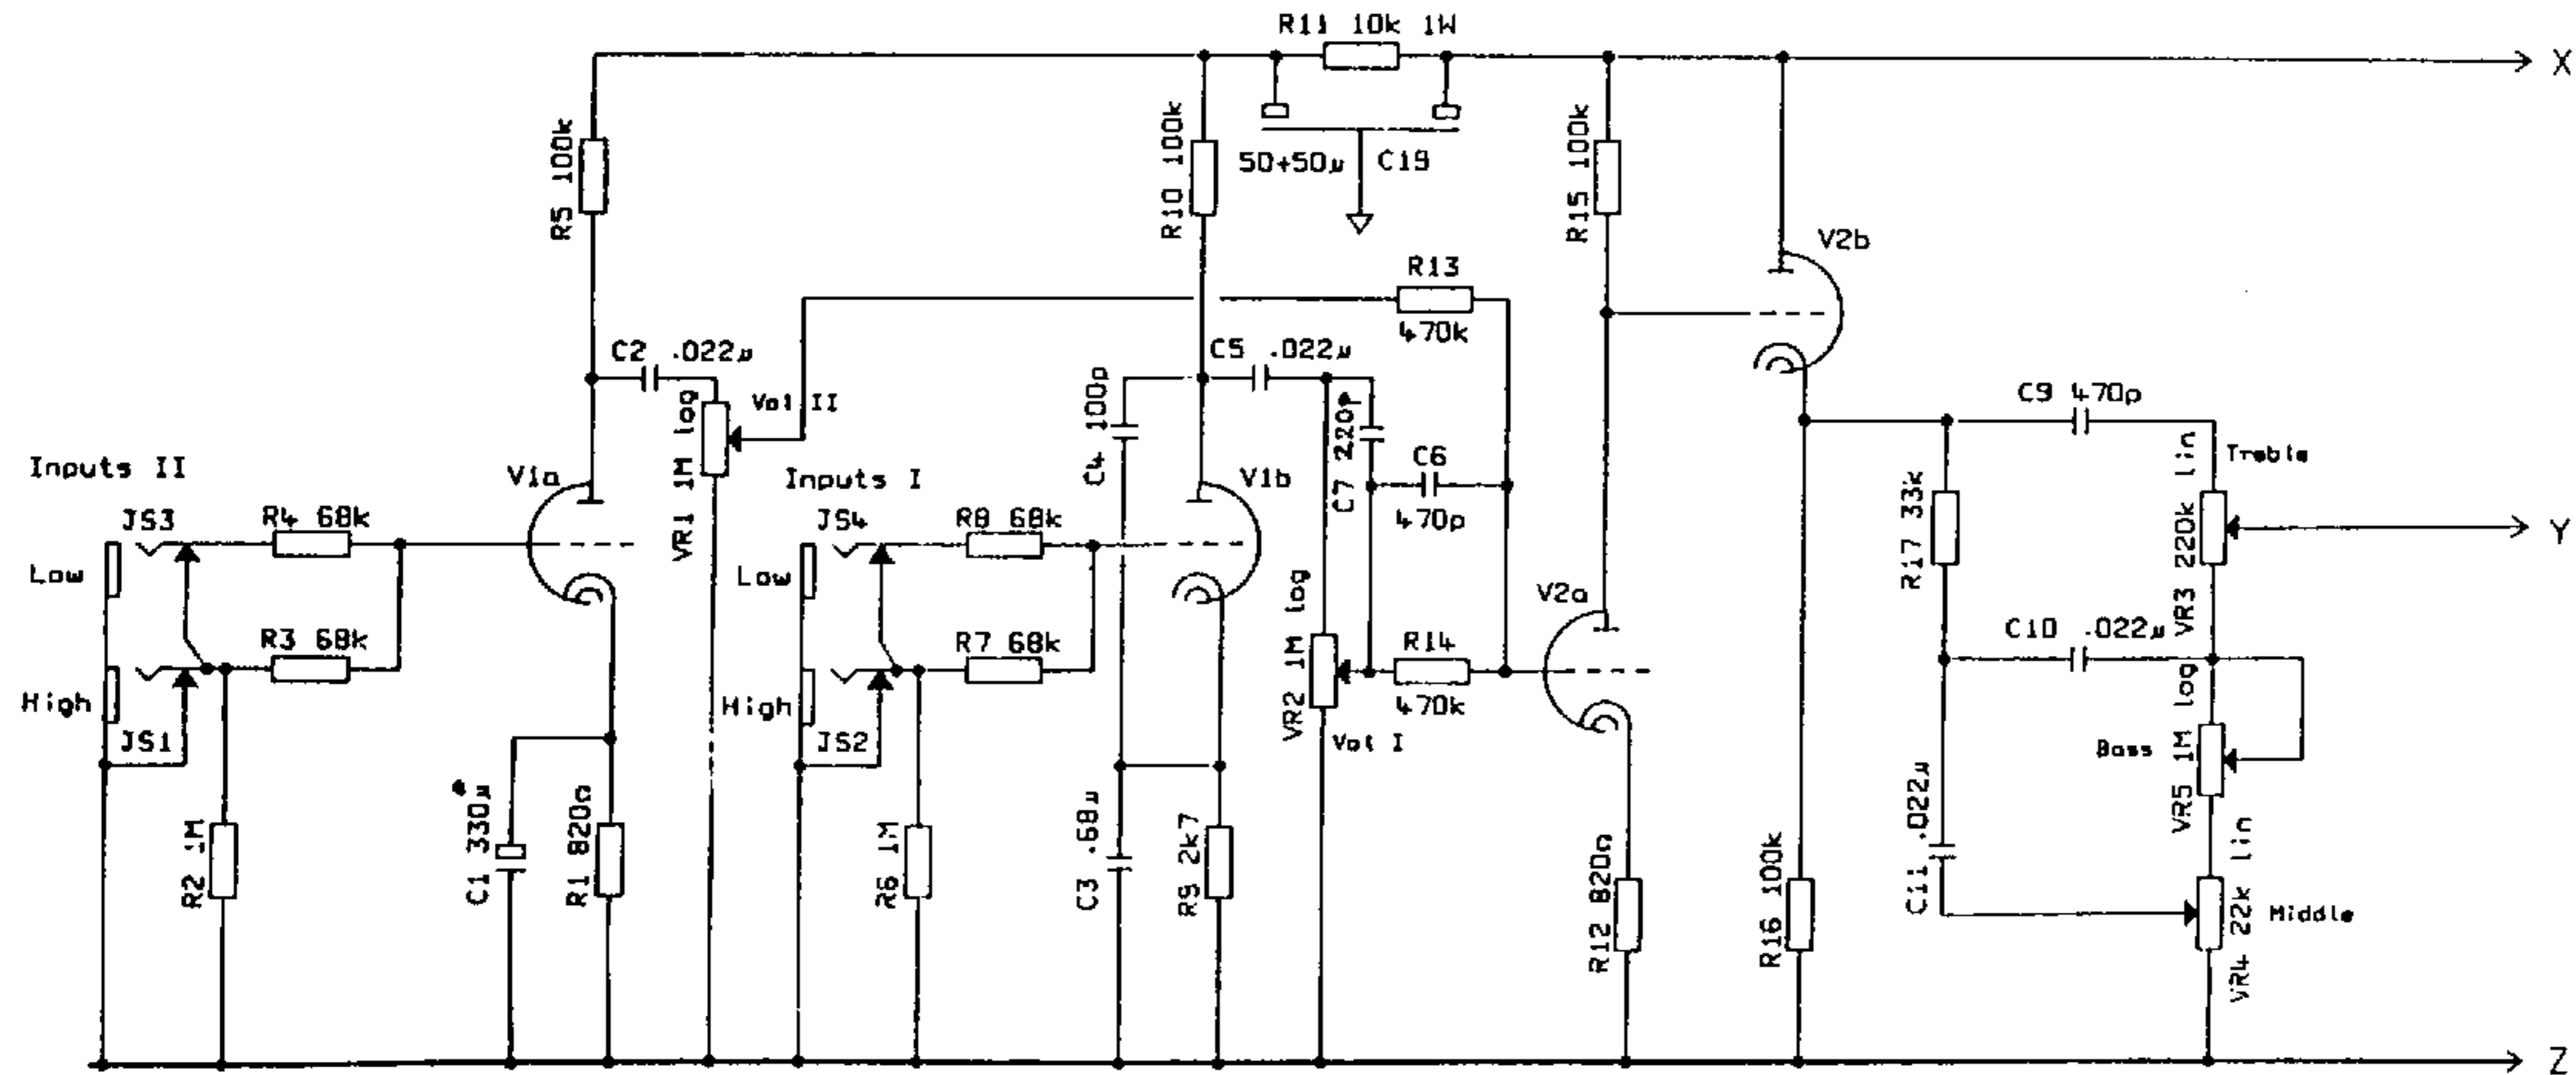 R11 10k 1W
X
R5 100k
R10 100k
50+50µ
C19
R15 100k
V2b
R13
470k
C2 .022µ
Vol II
VR1 1M log
C5 .022µ
C4 100p
C7 220p
C6
470p
C9 470p
Treble
VR3 220k lin
Y
Inputs II
V1a
Inputs I
V1b
JS3
R4 68k
JS4
R8 68k
Low
Low
R17 33k
V2a
R3 68k
R7 68k
R14
470k
C10 .022µ
High
High
JS1
JS2
VR2 1M log
Vol I
Bass
VR5 1M log
R2 1M
C1 330µ
R1 820Ω
R6 1M
C3 .68µ
R9 2k7
R12 820Ω
R16 100k
C11 .022µ
VR4 22k lin
Middle
Z